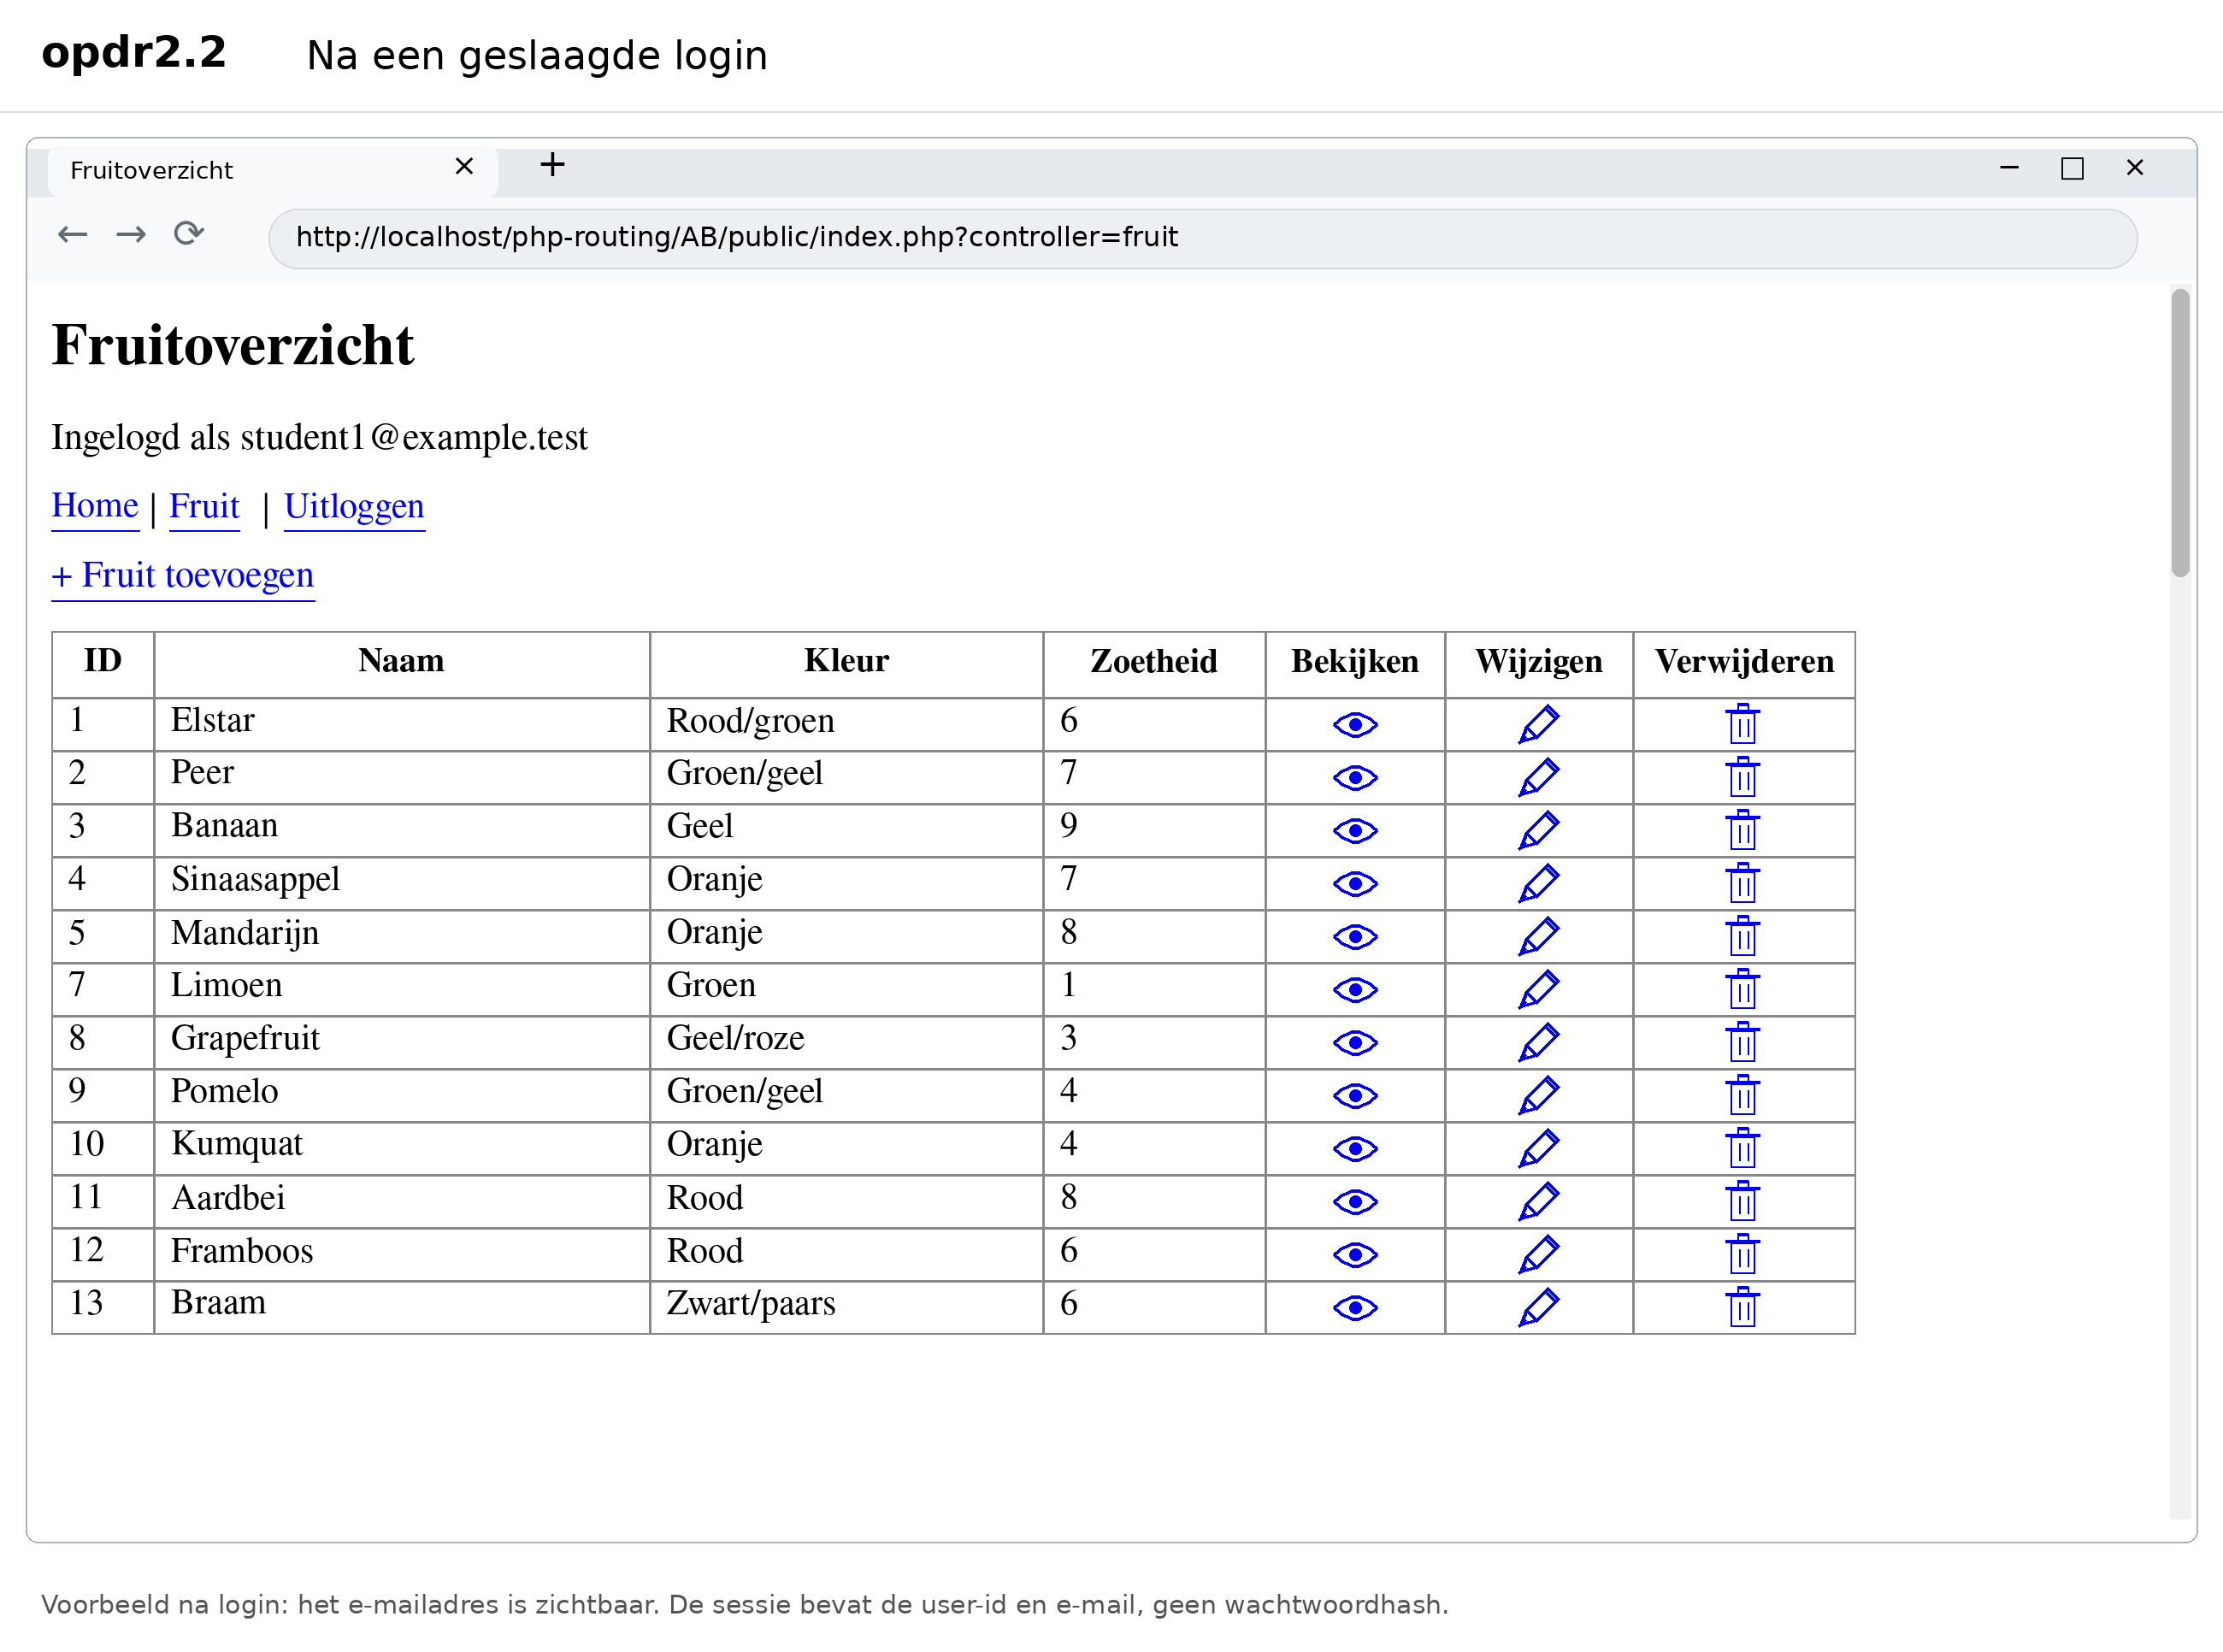 opdr2.2 Na een geslaagde login
Fruitoverzicht × + − □ ×
← → ⟳ http://localhost/php-routing/AB/public/index.php?controller=fruit
Fruitoverzicht
Ingelogd als student1@example.test
Home | Fruit | Uitloggen
+ Fruit toevoegen
ID Naam Kleur Zoetheid Bekijken Wijzigen Verwijderen
1 Elstar Rood/groen 6
2 Peer Groen/geel 7
3 Banaan Geel 9
4 Sinaasappel Oranje 7
5 Mandarijn Oranje 8
7 Limoen Groen 1
8 Grapefruit Geel/roze 3
9 Pomelo Groen/geel 4
10 Kumquat Oranje 4
11 Aardbei Rood 8
12 Framboos Rood 6
13 Braam Zwart/paars 6
Voorbeeld na login: het e-mailadres is zichtbaar. De sessie bevat de user-id en e-mail, geen wachtwoordhash.